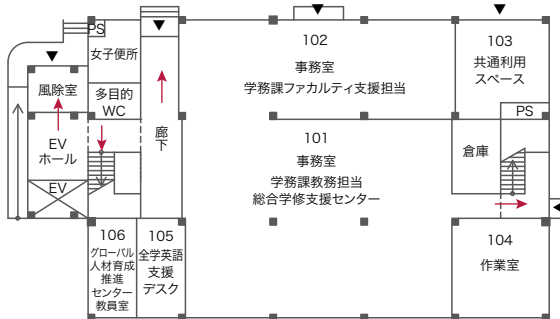 PS
女子便所
風除室
多目的
WC
EV
ホール
EV
廊
下
102
事務室
学務課ファカルティ支援担当
103
共通利用
スペース
PS
101
事務室
学務課教務担当
総合学修支援センター
倉庫
106
グローバル
人材育成
推進
センター
教員室
105
全学英語
支援
デスク
104
作業室